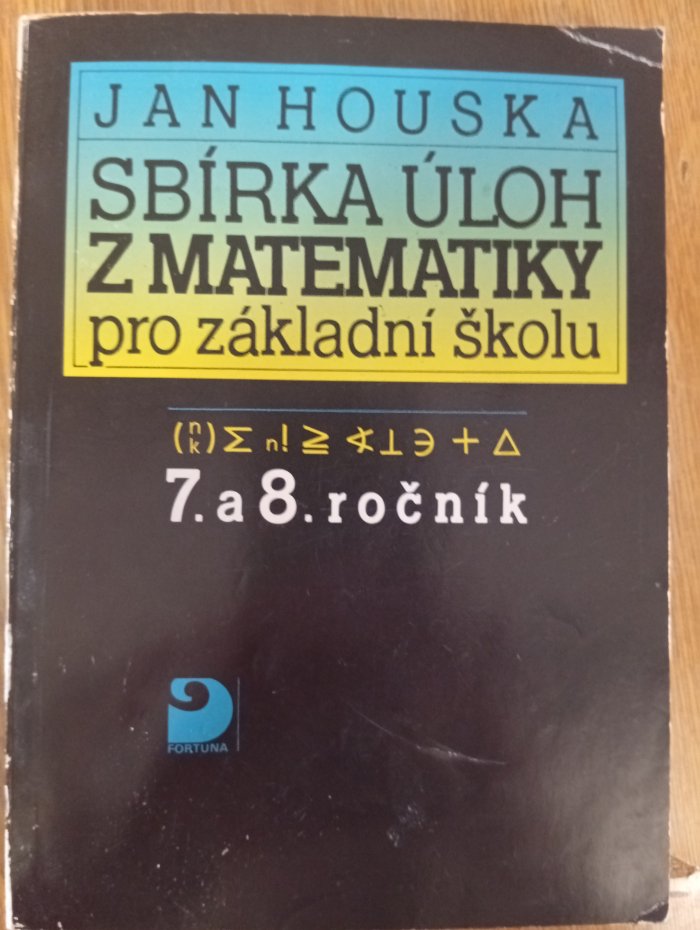 JAN HOUSKA
SBÍRKA ÚLOH
Z MATEMATIKY
pro základní školu
(n k) Σ n! ≧ ∢ ⊥ ∋ + △
7. a 8. ročník
FORTUNA